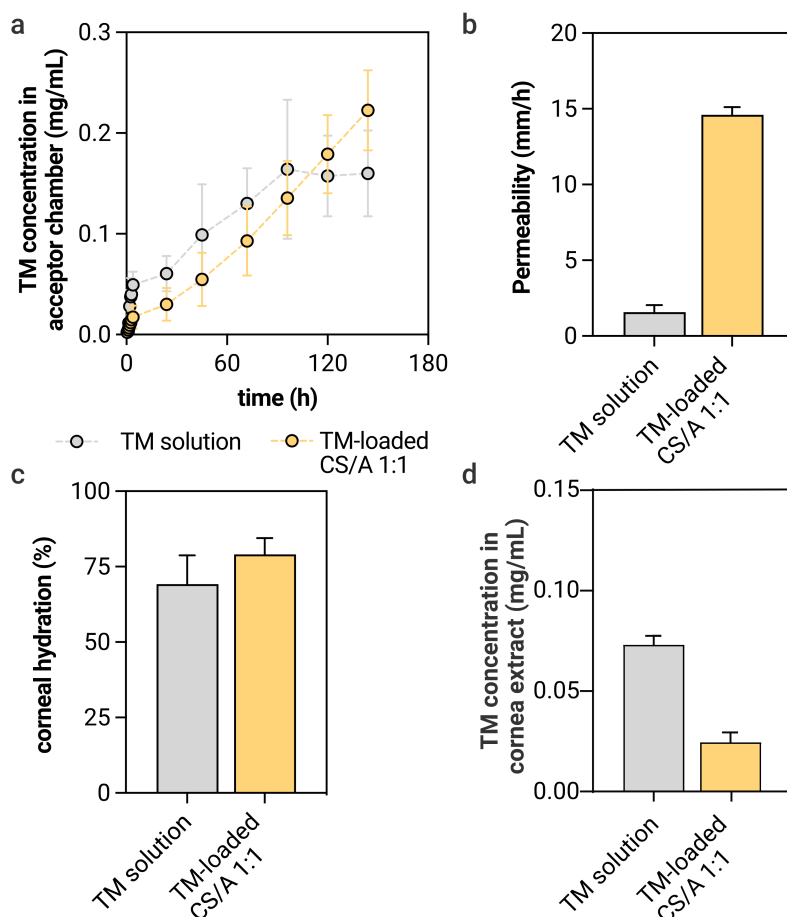 a
TM concentration in
acceptor chamber (mg/mL)
0.3
0.2
0.1
0.0
0
60
120
180
time (h)
TM solution
TM-loaded
CS/A 1:1
b
Permeability (mm/h)
20
15
10
5
0
TM solution
TM-loaded
CS/A 1:1
c
corneal hydration (%)
100
75
50
25
0
TM solution
TM-loaded
CS/A 1:1
d
TM concentration in
cornea extract (mg/mL)
0.15
0.10
0.05
0.00
TM solution
TM-loaded
CS/A 1:1